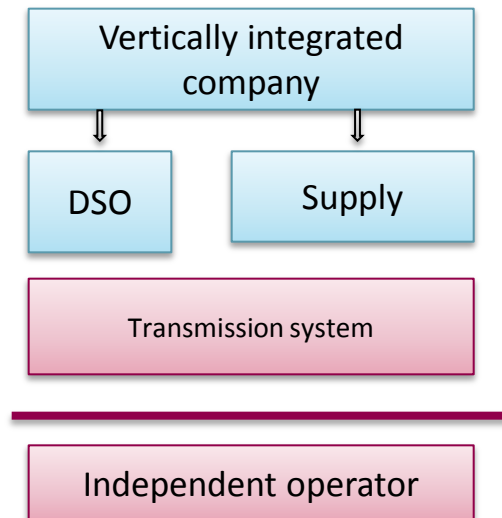 Vertically integrated
company
DSO
Supply
Transmission system
Independent operator